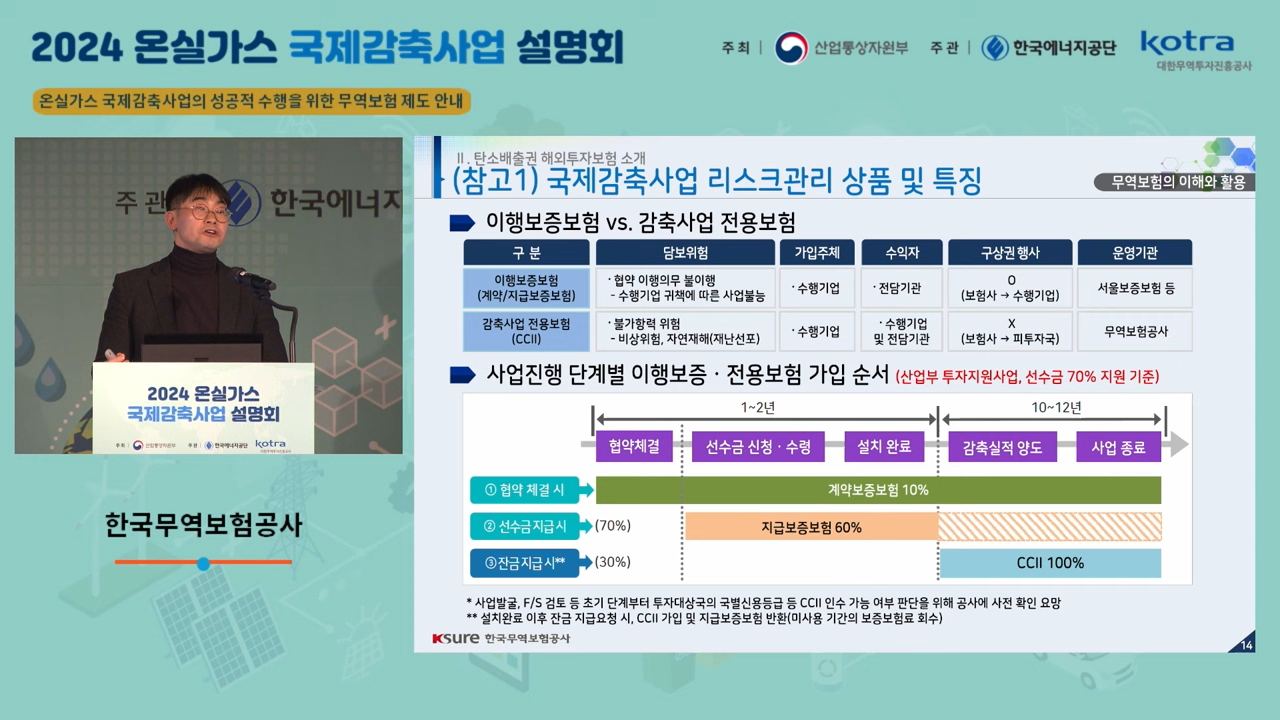 2024 온실가스 국제감축사업 설명회
주최 | 산업통상자원부 주관 | 한국에너지공단 kotra
대한무역투자진흥공사
온실가스 국제감축사업의 성공적 수행을 위한 무역보험 제도 안내
주관
한국에너지
2024 온실가스
국제감축사업 설명회
주최 | 산업통상자원부 주관 | 한국에너지공단 kotra
한국무역보험공사
Ⅱ. 탄소배출권 해외투자보험 소개
(참고1) 국제감축사업 리스크관리 상품 및 특징
무역보험의 이해와 활용
이행보증보험 vs. 감축사업 전용보험
구 분 담보위험 가입주체 수익자 구상권 행사 운영기관
이행보증보험
(계약/지급보증보험)
· 협약 이행의무 불이행
- 수행기업 귀책에 따른 사업불능
· 수행기업
· 전담기관
O
(보험사 → 수행기업)
서울보증보험 등
감축사업 전용보험
(CCII)
· 불가항력 위험
- 비상위험, 자연재해(재난선포)
· 수행기업
· 수행기업
및 전담기관
X
(보험사 → 피투자국)
무역보험공사
사업진행 단계별 이행보증 · 전용보험 가입 순서 (산업부 투자지원사업, 선수금 70% 지원 기준)
1~2년 10~12년
협약체결 선수금 신청 · 수령 설치 완료 감축실적 양도 사업 종료
① 협약 체결 시 계약보증보험 10%
② 선수금지급시 (70%) 지급보증보험 60%
③ 잔금지급시** (30%) CCII 100%
* 사업발굴, F/S 검토 등 초기 단계부터 투자대상국의 국별신용등급 등 CCII 인수 가능 여부 판단을 위해 공사에 사전 확인 요망
** 설치완료 이후 잔금 지급요청 시, CCII 가입 및 지급보증보험 반환(미사용 기간의 보증보험료 회수)
Ksure 한국무역보험공사
14